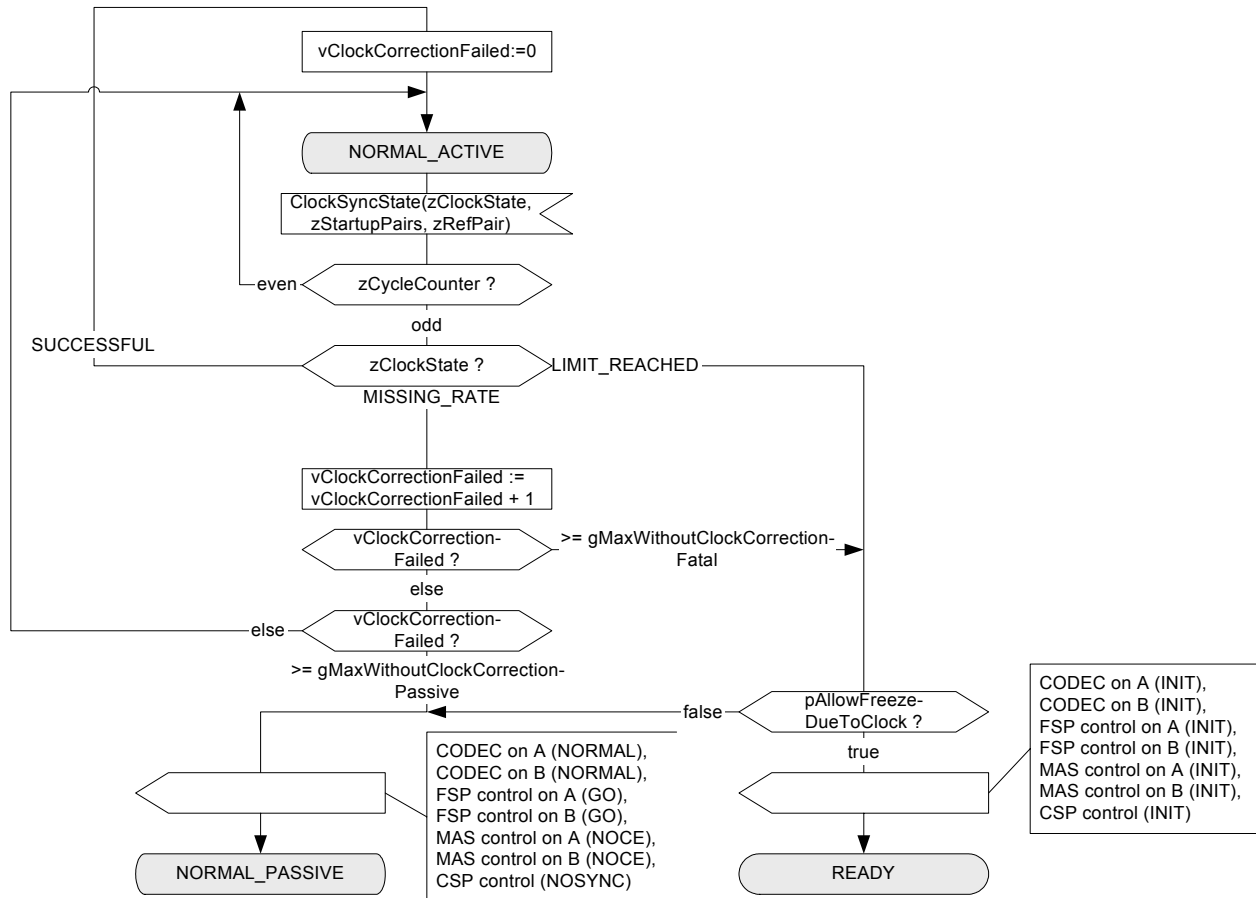 vClockCorrectionFailed:=0
NORMAL_ACTIVE
ClockSyncState(zClockState,
zStartupPairs, zRefPair)
even
zCycleCounter ?
odd
SUCCESSFUL
zClockState ?
LIMIT_REACHED
MISSING_RATE
vClockCorrectionFailed :=
vClockCorrectionFailed + 1
vClockCorrection-
Failed ?
>= gMaxWithoutClockCorrection-
Fatal
else
else
vClockCorrection-
Failed ?
>= gMaxWithoutClockCorrection-
Passive
false
pAllowFreeze-
DueToClock ?
true
CODEC on A (NORMAL),
CODEC on B (NORMAL),
FSP control on A (GO),
FSP control on B (GO),
MAS control on A (NOCE),
MAS control on B (NOCE),
CSP control (NOSYNC)
CODEC on A (INIT),
CODEC on B (INIT),
FSP control on A (INIT),
FSP control on B (INIT),
MAS control on A (INIT),
MAS control on B (INIT),
CSP control (INIT)
NORMAL_PASSIVE
READY